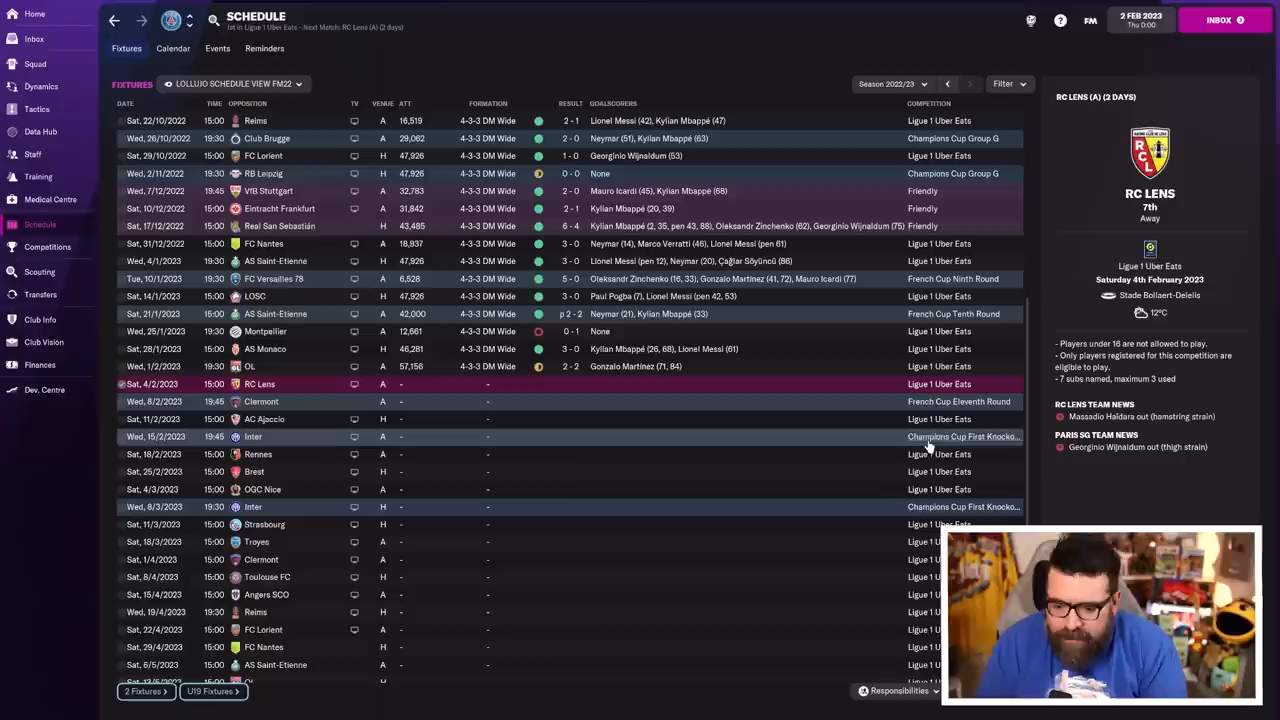 SCHEDULE
1st in Ligue 1 Uber Eats - Next Match: RC Lens (A) (2 days)
FM
2 FEB 2023
Thu 0:00
INBOX
Home
Inbox
Squad
Dynamics
Tactics
Data Hub
Staff
Training
Medical Centre
Schedule
Competitions
Scouting
Transfers
Club Info
Club Vision
Finances
Dev. Centre
Fixtures Calendar Events Reminders
FIXTURES LOLLUJO SCHEDULE VIEW FM22 Season 2022/23 Filter
DATE TIME OPPOSITION TV VENUE ATT FORMATION RESULT GOALSCORERS COMPETITION
Sat, 22/10/2022 15:00 Reims A 16,519 4-3-3 DM Wide 2 - 1 Lionel Messi (42), Kylian Mbappé (47) Ligue 1 Uber Eats
Wed, 26/10/2022 19:30 Club Brugge A 29,062 4-3-3 DM Wide 2 - 0 Neymar (51), Kylian Mbappé (63) Champions Cup Group G
Sat, 29/10/2022 15:00 FC Lorient H 47,926 4-3-3 DM Wide 1 - 0 Georginio Wijnaldum (53) Ligue 1 Uber Eats
Wed, 2/11/2022 19:30 RB Leipzig H 47,926 4-3-3 DM Wide 0 - 0 None Champions Cup Group G
Wed, 7/12/2022 19:45 VfB Stuttgart A 32,783 4-3-3 DM Wide 2 - 0 Mauro Icardi (45), Kylian Mbappé (68) Friendly
Sat, 10/12/2022 15:00 Eintracht Frankfurt A 31,842 4-3-3 DM Wide 2 - 1 Kylian Mbappé (20, 39) Friendly
Sat, 17/12/2022 15:00 Real San Sebastián H 43,485 4-3-3 DM Wide 6 - 4 Kylian Mbappé (2, 35, pen 43, 88), Oleksandr Zinchenko (62), Georginio Wijnaldum (75) Friendly
Sat, 31/12/2022 15:00 FC Nantes A 18,937 4-3-3 DM Wide 3 - 0 Neymar (14), Marco Verratti (46), Lionel Messi (pen 61) Ligue 1 Uber Eats
Wed, 4/1/2023 19:30 AS Saint-Etienne H 47,926 4-3-3 DM Wide 3 - 0 Lionel Messi (pen 12), Neymar (20), Çağlar Söyüncü (86) Ligue 1 Uber Eats
Tue, 10/1/2023 19:30 FC Versailles 78 A 6,528 4-3-3 DM Wide 5 - 0 Oleksandr Zinchenko (16, 33), Gonzalo Martínez (41, 72), Mauro Icardi (77) French Cup Ninth Round
Sat, 14/1/2023 15:00 LOSC H 47,926 4-3-3 DM Wide 3 - 0 Paul Pogba (7), Lionel Messi (pen 42, 53) Ligue 1 Uber Eats
Sat, 21/1/2023 15:00 AS Saint-Etienne A 42,000 4-3-3 DM Wide p 2 - 2 Neymar (21), Kylian Mbappé (33) French Cup Tenth Round
Wed, 25/1/2023 19:30 Montpellier A 12,661 4-3-3 DM Wide 0 - 1 None Ligue 1 Uber Eats
Sat, 28/1/2023 15:00 AS Monaco H 46,281 4-3-3 DM Wide 3 - 0 Kylian Mbappé (26, 68), Lionel Messi (61) Ligue 1 Uber Eats
Wed, 1/2/2023 19:30 OL A 57,156 4-3-3 DM Wide 2 - 2 Gonzalo Martínez (71, 84) Ligue 1 Uber Eats
Sat, 4/2/2023 15:00 RC Lens A - - Ligue 1 Uber Eats
Wed, 8/2/2023 19:45 Clermont A - - French Cup Eleventh Round
Sat, 11/2/2023 15:00 AC Ajaccio H - - Ligue 1 Uber Eats
Wed, 15/2/2023 19:45 Inter A - - Champions Cup First Knocko...
Sat, 18/2/2023 15:00 Rennes A - - Ligue 1 Uber Eats
Sat, 25/2/2023 15:00 Brest H - - Ligue 1 Uber Eats
Sat, 4/3/2023 15:00 OGC Nice A - - Ligue 1 Uber Eats
Wed, 8/3/2023 19:30 Inter H - - Champions Cup First Knocko...
Sat, 11/3/2023 15:00 Strasbourg H - - Ligue 1 Uber Eats
Sat, 18/3/2023 15:00 Troyes A - - Ligue 1 U
Sat, 1/4/2023 15:00 Clermont A - - Ligue 1 U
Sat, 8/4/2023 15:00 Toulouse FC H - - Ligue 1 U
Sat, 15/4/2023 15:00 Angers SCO A - - Ligue 1 U
Wed, 19/4/2023 19:30 Reims H - - Ligue 1 U
Sat, 22/4/2023 15:00 FC Lorient A - - Ligue 1 U
Sat, 29/4/2023 15:00 FC Nantes H - - Ligue 1 U
Sat, 6/5/2023 15:00 AS Saint-Etienne A - - Ligue 1 U
2 Fixtures U19 Fixtures Responsibilities
RC LENS (A) (2 DAYS)
RC LENS
7th
Away
Ligue 1 Uber Eats
Saturday 4th February 2023
Stade Bollaert-Delelis
12°C
- Players under 16 are not allowed to play.
- Only players registered for this competition are
eligible to play.
- 7 subs named, maximum 3 used
RC LENS TEAM NEWS
Massadio Haïdara out (hamstring strain)
PARIS SG TEAM NEWS
Georginio Wijnaldum out (thigh strain)